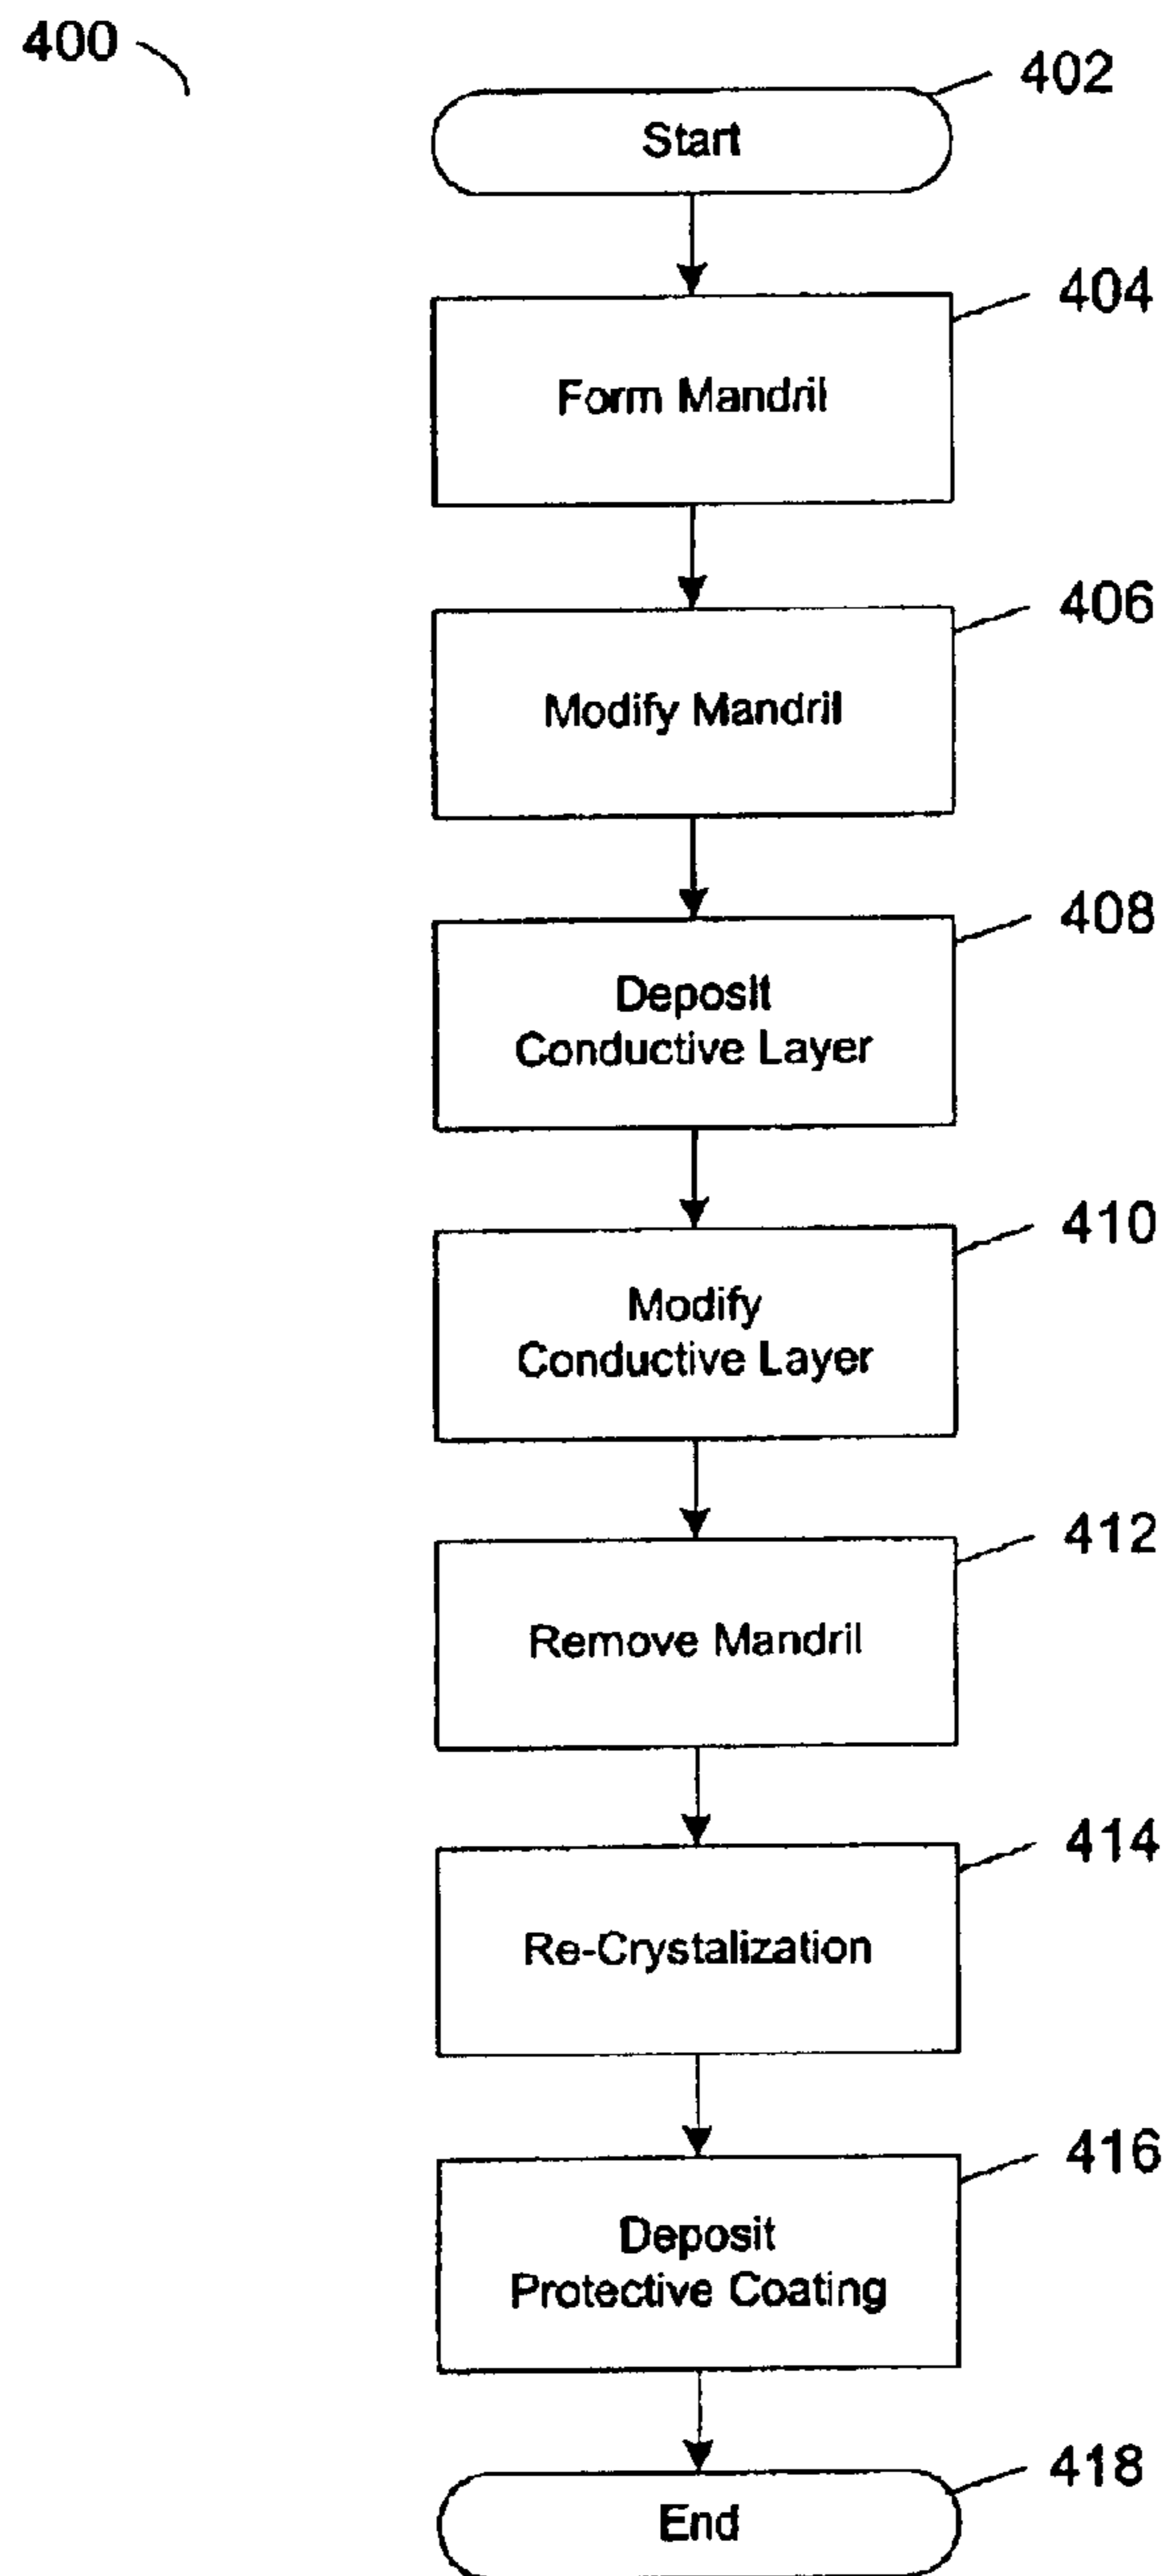 400
402
Start
404
Form Mandril
406
Modify Mandril
408
Deposit
Conductive Layer
410
Modify
Conductive Layer
412
Remove Mandril
414
Re-Crystalization
416
Deposit
Protective Coating
418
End